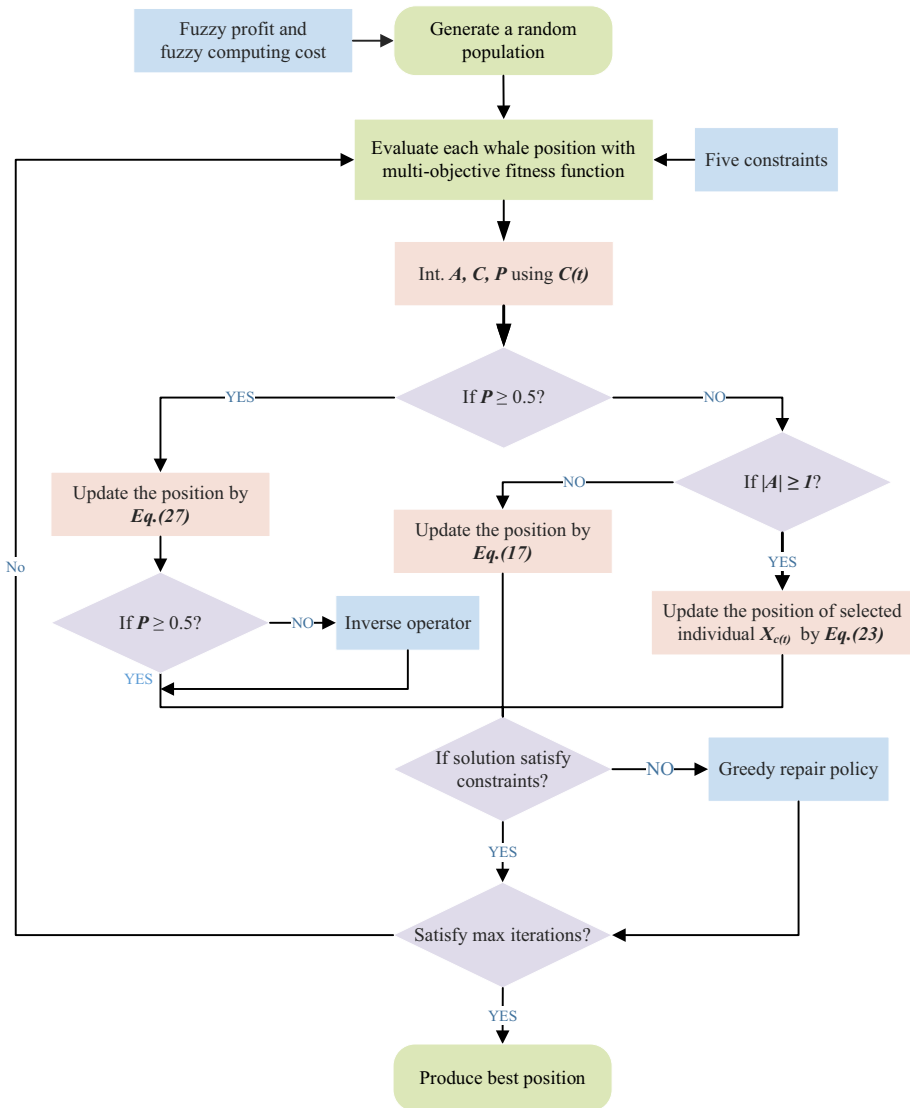 Fuzzy profit and
fuzzy computing cost
Generate a random
population
Evaluate each whale position with
multi-objective fitness function
Five constraints
Int. A, C, P using C(t)
If P ≥ 0.5?
YES
NO
If |A| ≥ 1?
NO
YES
Update the position by
Eq.(27)
Update the position by
Eq.(17)
Update the position of selected
individual Xc(t) by Eq.(23)
No
If P ≥ 0.5?
NO
Inverse operator
YES
If solution satisfy
constraints?
NO
Greedy repair policy
YES
Satisfy max iterations?
YES
Produce best position